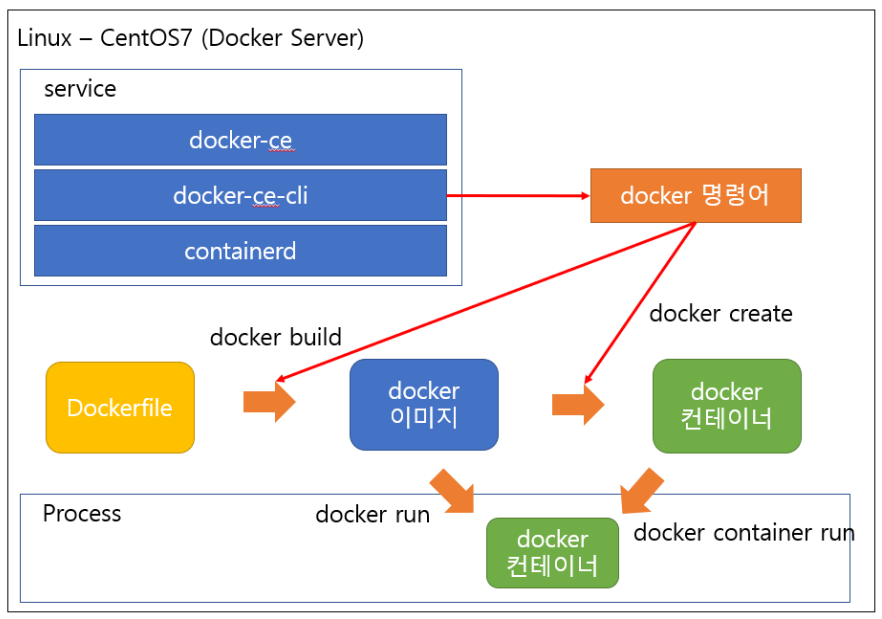 Linux – CentOS7 (Docker Server)
service
docker-ce
docker-ce-cli
containerd
docker 명령어
docker create
docker build
Dockerfile
docker
이미지
docker
컨테이너
Process
docker run
docker
컨테이너
docker container run